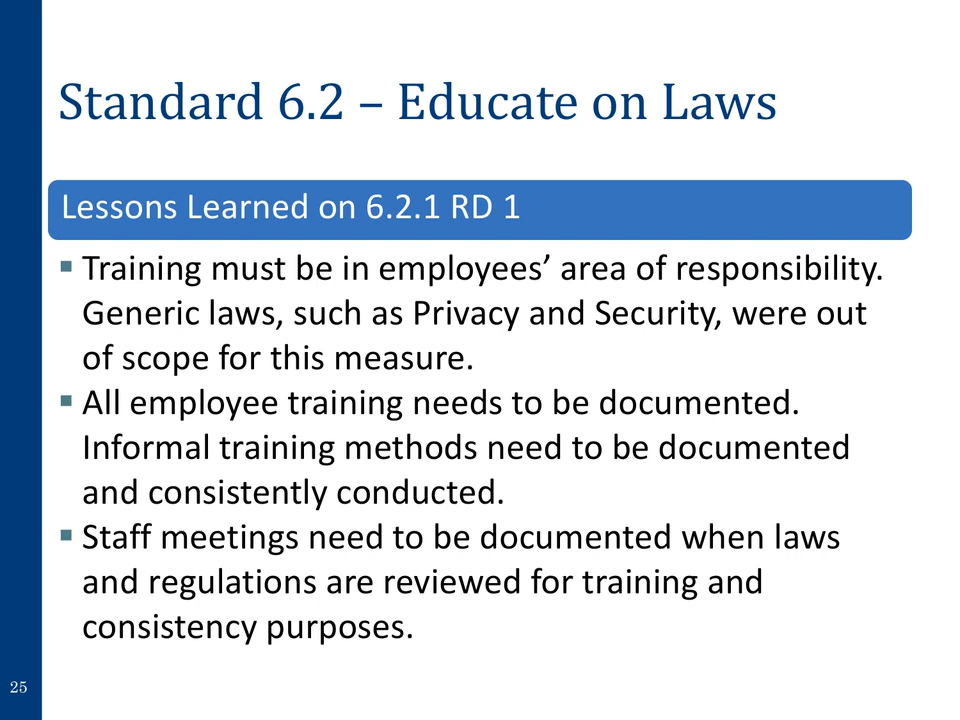 Standard 6.2 – Educate on Laws
Lessons Learned on 6.2.1 RD 1
▪ Training must be in employees’ area of responsibility.
Generic laws, such as Privacy and Security, were out
of scope for this measure.
▪ All employee training needs to be documented.
Informal training methods need to be documented
and consistently conducted.
▪ Staff meetings need to be documented when laws
and regulations are reviewed for training and
consistency purposes.
25